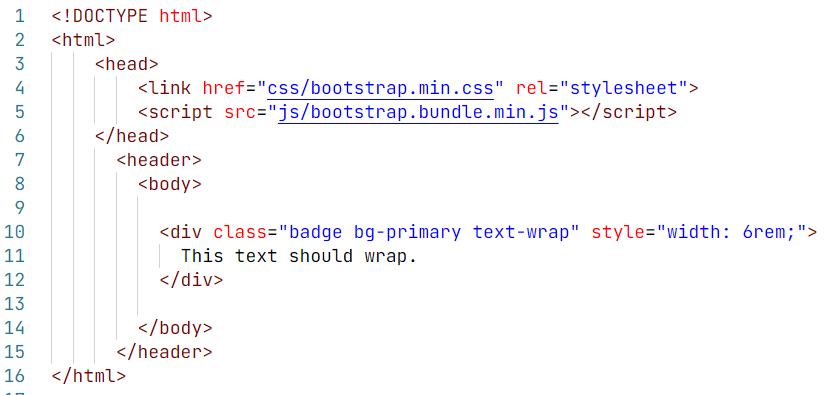 1 <!DOCTYPE html>
2 <html>
3 <head>
4 <link href="css/bootstrap.min.css" rel="stylesheet">
5 <script src="js/bootstrap.bundle.min.js"></script>
6 </head>
7 <header>
8 <body>
9
10 <div class="badge bg-primary text-wrap" style="width: 6rem;">
11 This text should wrap.
12 </div>
13
14 </body>
15 </header>
16 </html>